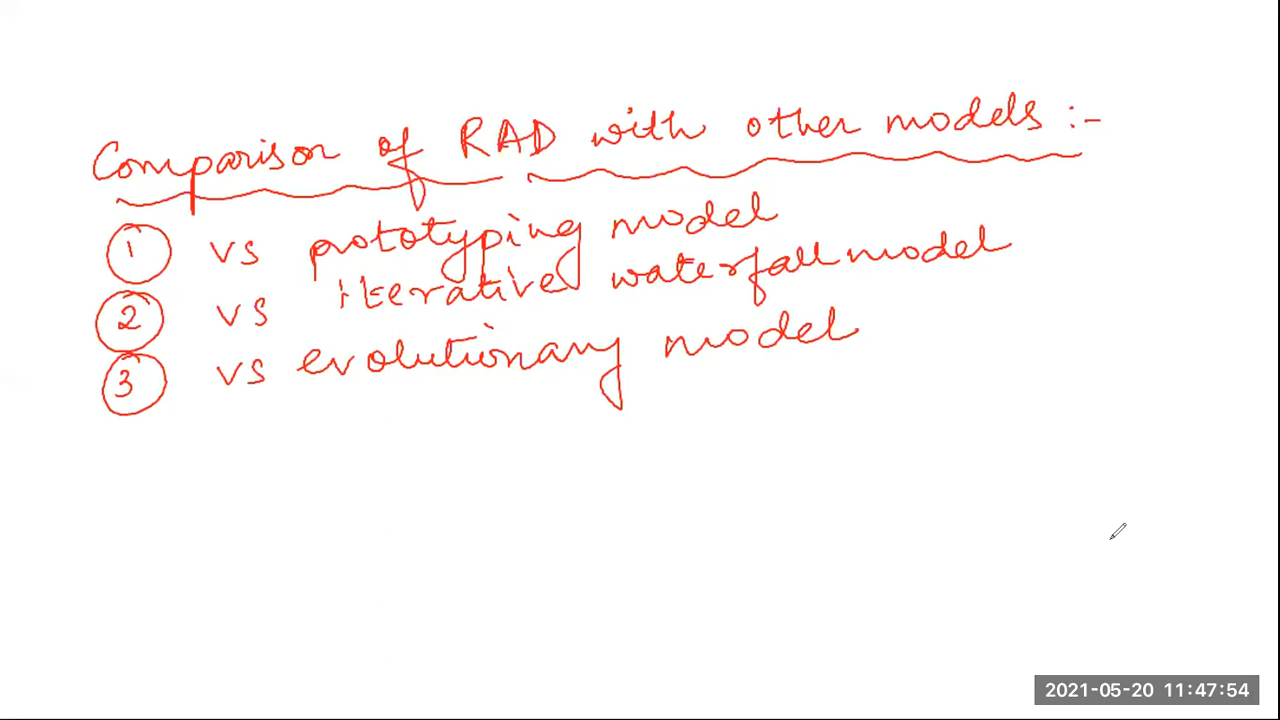 Comparison of RAD with other models :-
1 vs prototyping model
2 vs iterative waterfall model
3 vs evolutionary model
2021-05-20 11:47:54